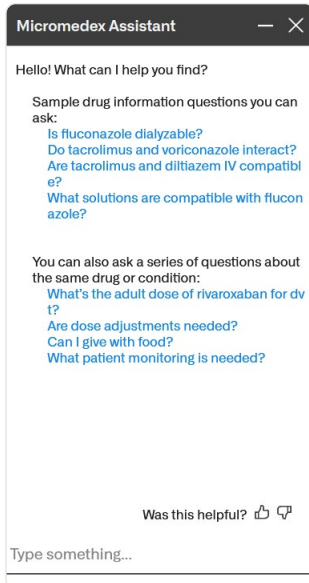 Micromedex Assistant
Hello! What can I help you find?
Sample drug information questions you can
ask:
Is fluconazole dialyzable?
Do tacrolimus and voriconazole interact?
Are tacrolimus and diltiazem IV compatibl
e?
What solutions are compatible with flucon
azole?
You can also ask a series of questions about
the same drug or condition:
What's the adult dose of rivaroxaban for dv
t?
Are dose adjustments needed?
Can I give with food?
What patient monitoring is needed?
Was this helpful?
Type something...